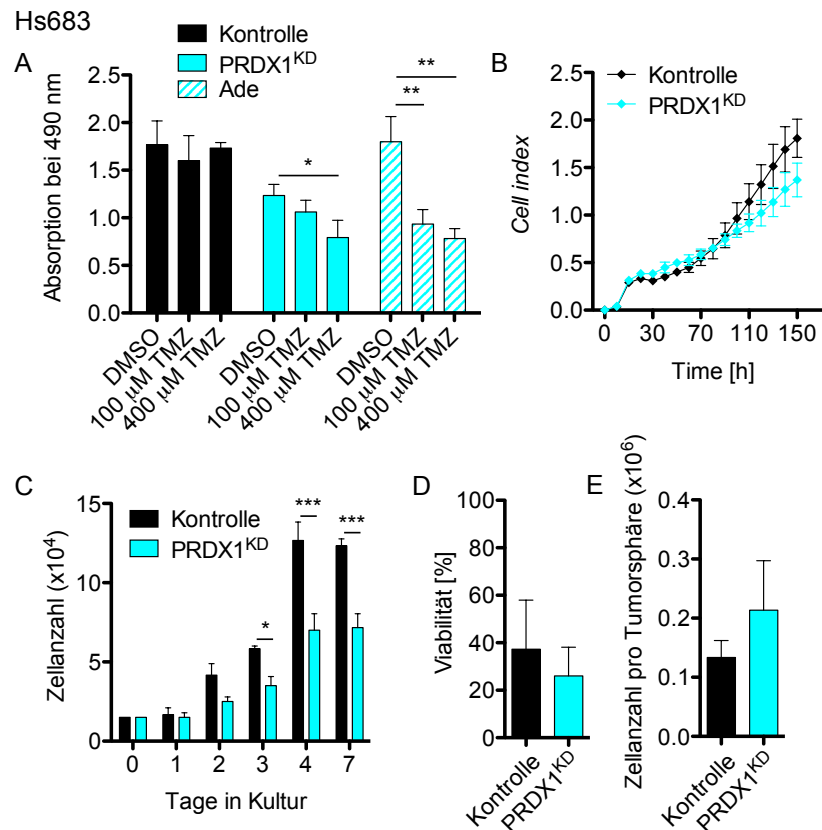 Hs683
A
Kontrolle
PRDX1ᴷᴰ
Ade
Absorption bei 490 nm
2.5
2.0
1.5
1.0
0.5
0.0
*
**
**
DMSO
100 µM TMZ
400 µM TMZ
DMSO
100 µM TMZ
400 µM TMZ
DMSO
100 µM TMZ
400 µM TMZ
B
Kontrolle
PRDX1ᴷᴰ
Cell index
2.5
2.0
1.5
1.0
0.5
0.0
0 30 70 110 150
Time [h]
C
Kontrolle
PRDX1ᴷᴰ
Zellanzahl (x10⁴)
15
10
5
0
*
***
***
0 1 2 3 4 7
Tage in Kultur
D
Viabilität [%]
100
80
60
40
20
0
Kontrolle
PRDX1ᴷᴰ
E
Zellanzahl pro Tumorsphäre (x10⁶)
0.4
0.3
0.2
0.1
0.0
Kontrolle
PRDX1ᴷᴰ